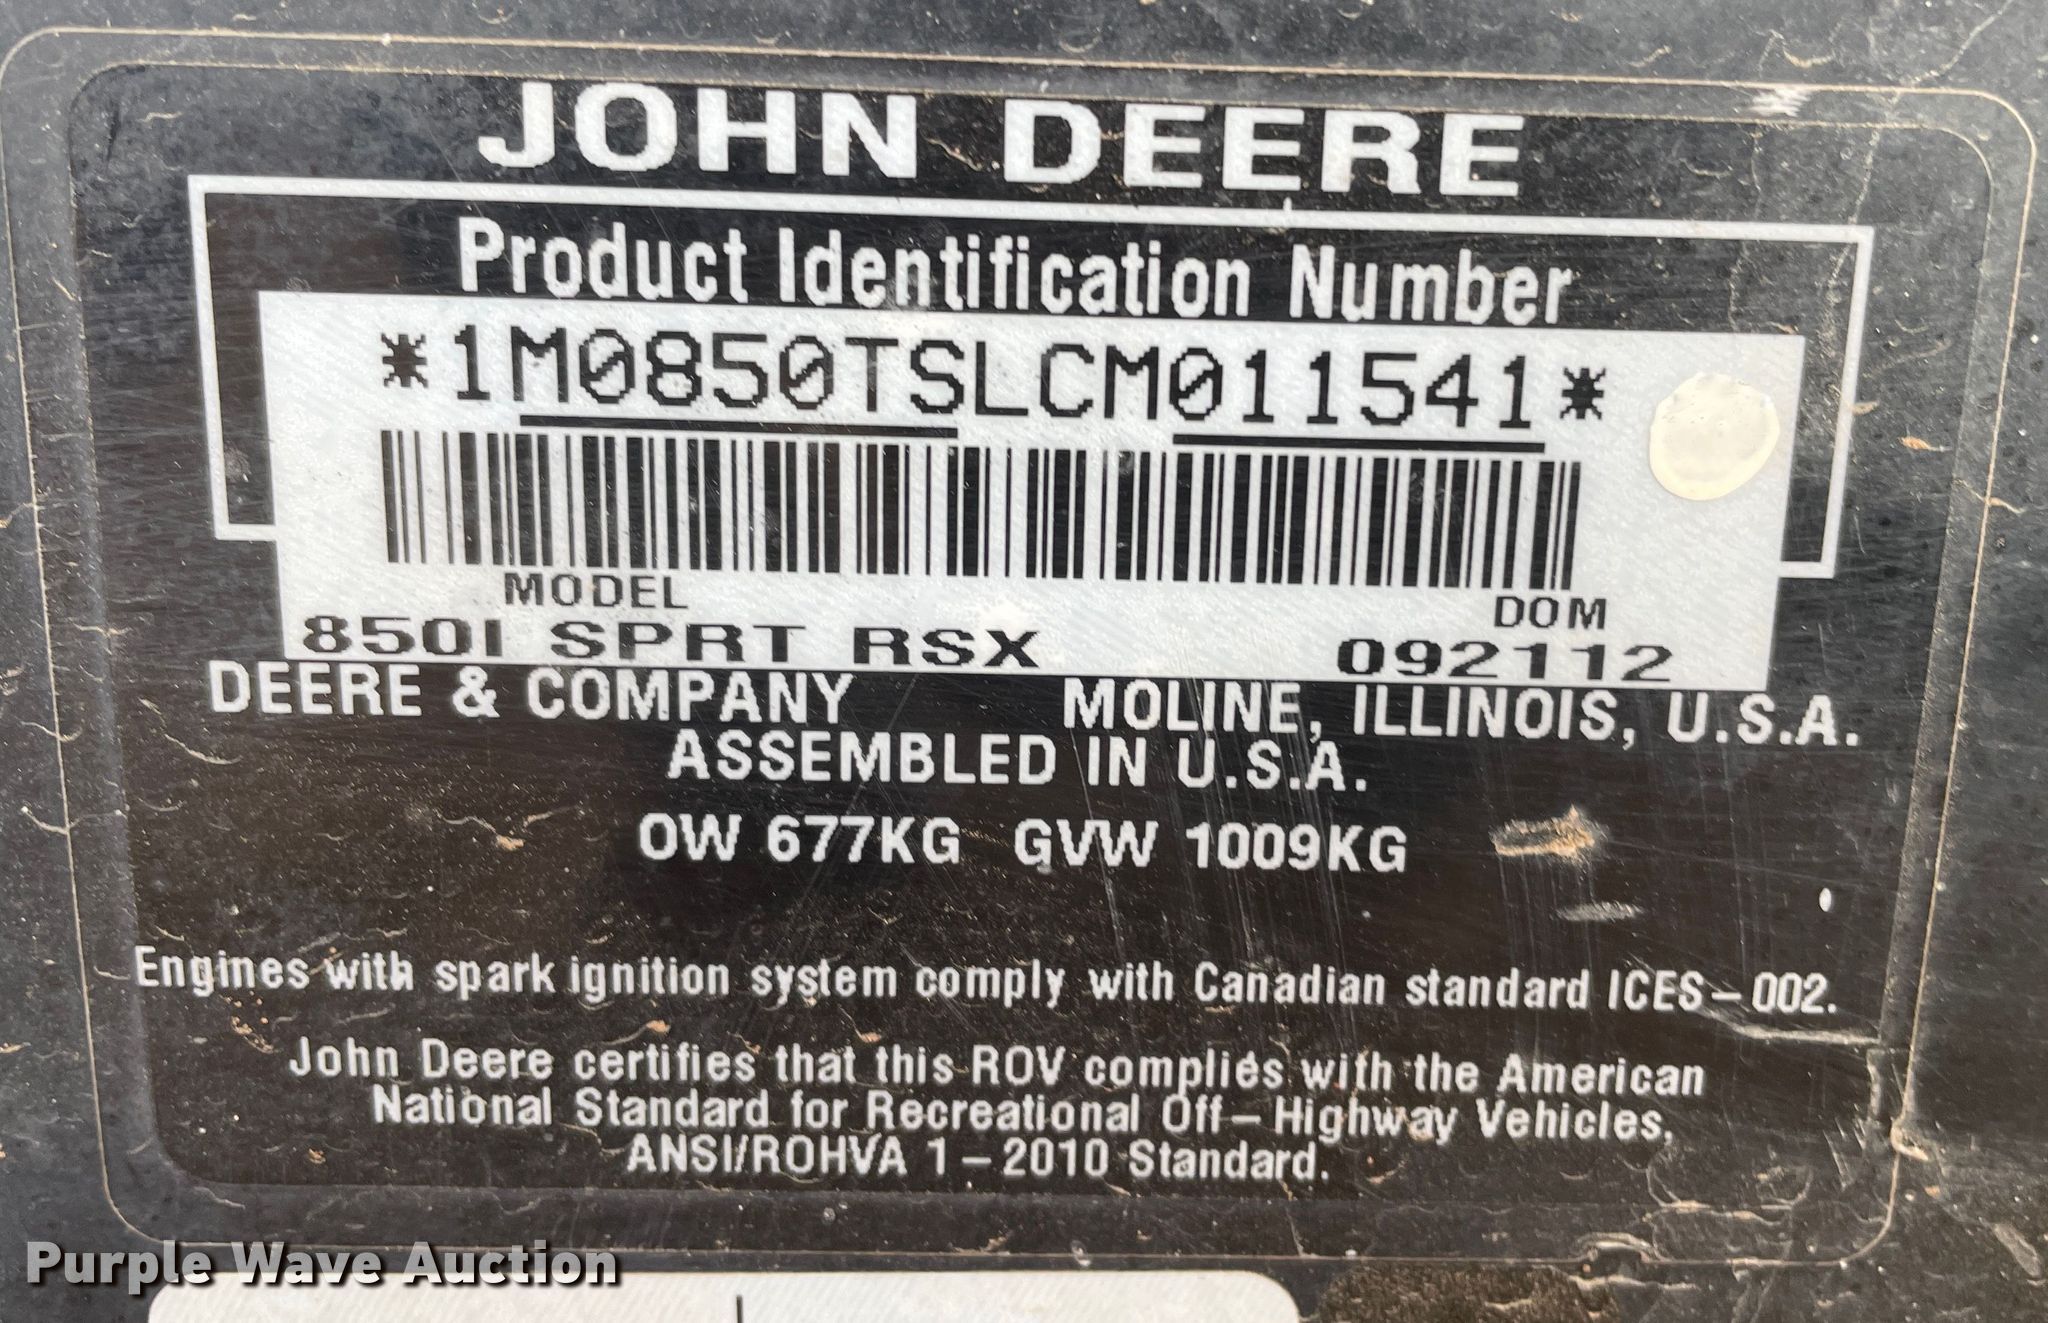 JOHN DEERE
Product Identification Number
*1M0850TSLCM011541*
MODEL DOM
850I SPRT RSX 092112
DEERE & COMPANY MOLINE, ILLINOIS, U.S.A.
ASSEMBLED IN U.S.A.
OW 677KG GVW 1009KG
Engines with spark ignition system comply with Canadian standard ICES-002.
John Deere certifies that this ROV complies with the American
National Standard for Recreational Off-Highway Vehicles,
ANSI/ROHVA 1-2010 Standard.
Purple Wave Auction